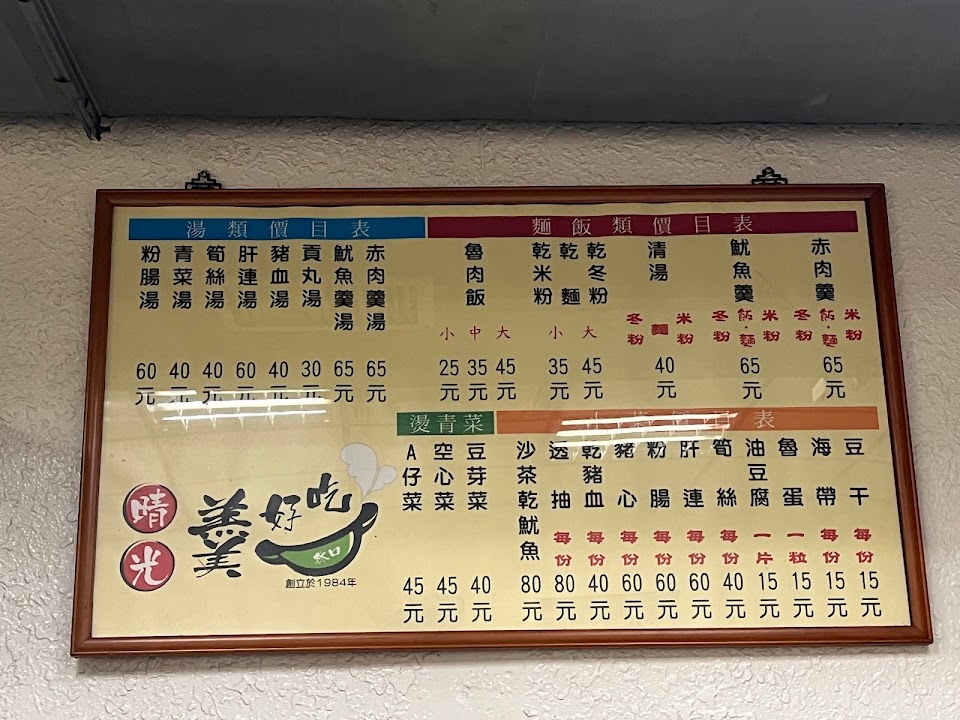 湯類價目表
粉腸湯 60元
青菜湯 40元
筍絲湯 40元
肝連湯 60元
豬血湯 40元
貢丸湯 30元
魷魚羹湯 65元
赤肉羹湯 65元
麵飯類價目表
魯肉飯 小 中 大 25元 35元 45元
乾米粉 乾麵 乾冬粉 小 大 35元 45元
清湯 冬粉 麵 米粉 40元
魷魚羹 冬粉 飯·麵 米粉 65元
赤肉羹 冬粉 飯·麵 米粉 65元
燙青菜
A仔菜 45元
空心菜 45元
豆芽菜 40元
小菜價目表
沙茶乾魷魚 80元
透抽 每份 80元
乾豬血 每份 40元
豬心 每份 60元
粉腸 每份 60元
肝連 每份 60元
筍絲 每份 40元
油豆腐 一片 15元
魯蛋 一粒 15元
海帶 每份 15元
豆干 每份 15元
晴光
羹
好吃
創立於1984年